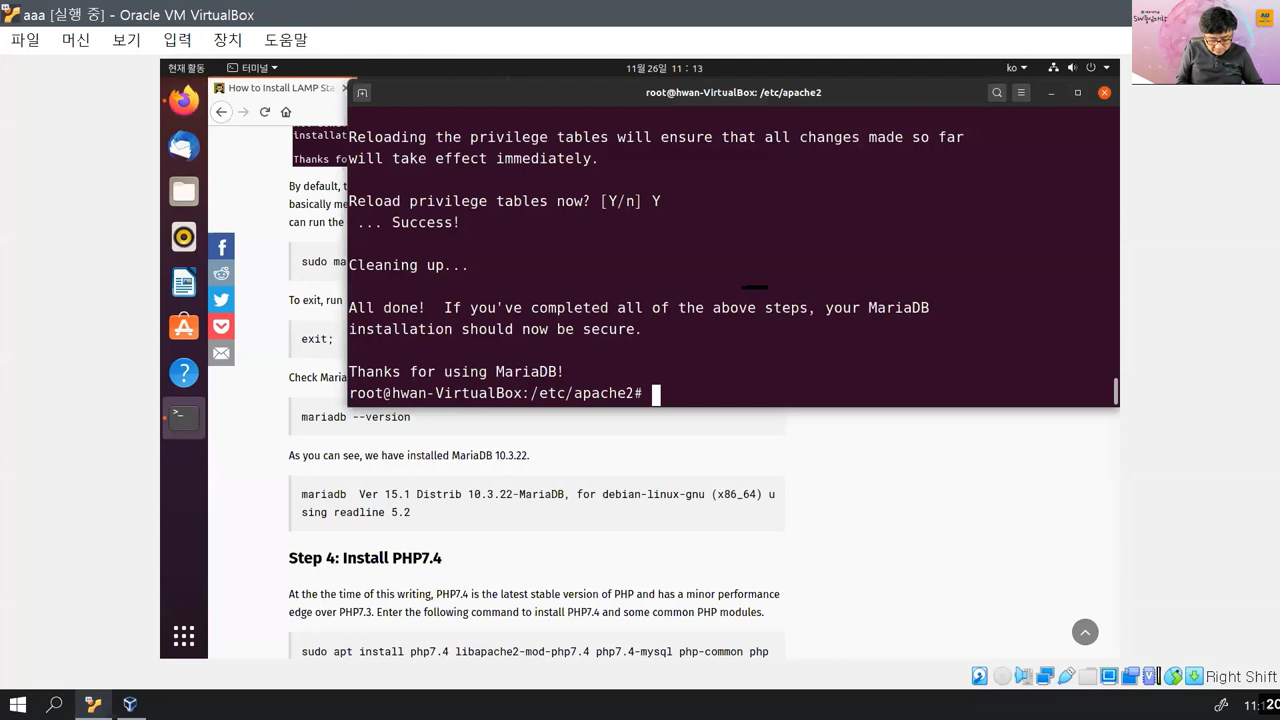 aaa [실행 중] - Oracle VM VirtualBox
파일 머신 보기 입력 장치 도움말
현재 활동 터미널 11월 26일 11 : 13 ko
How to Install LAMP Sta
root@hwan-VirtualBox: /etc/apache2
installat
Thanks fo
By default, t
basically me
can run the
sudo ma
To exit, run
exit;
Check Maria
Reloading the privilege tables will ensure that all changes made so far
will take effect immediately.
Reload privilege tables now? [Y/n] Y
... Success!
Cleaning up...
All done! If you've completed all of the above steps, your MariaDB
installation should now be secure.
Thanks for using MariaDB!
root@hwan-VirtualBox:/etc/apache2#
mariadb --version
As you can see, we have installed MariaDB 10.3.22.
mariadb Ver 15.1 Distrib 10.3.22-MariaDB, for debian-linux-gnu (x86_64) u
sing readline 5.2
Step 4: Install PHP7.4
At the the time of this writing, PHP7.4 is the latest stable version of PHP and has a minor performance
edge over PHP7.3. Enter the following command to install PHP7.4 and some common PHP modules.
sudo apt install php7.4 libapache2-mod-php7.4 php7.4-mysql php-common php
Right Shift